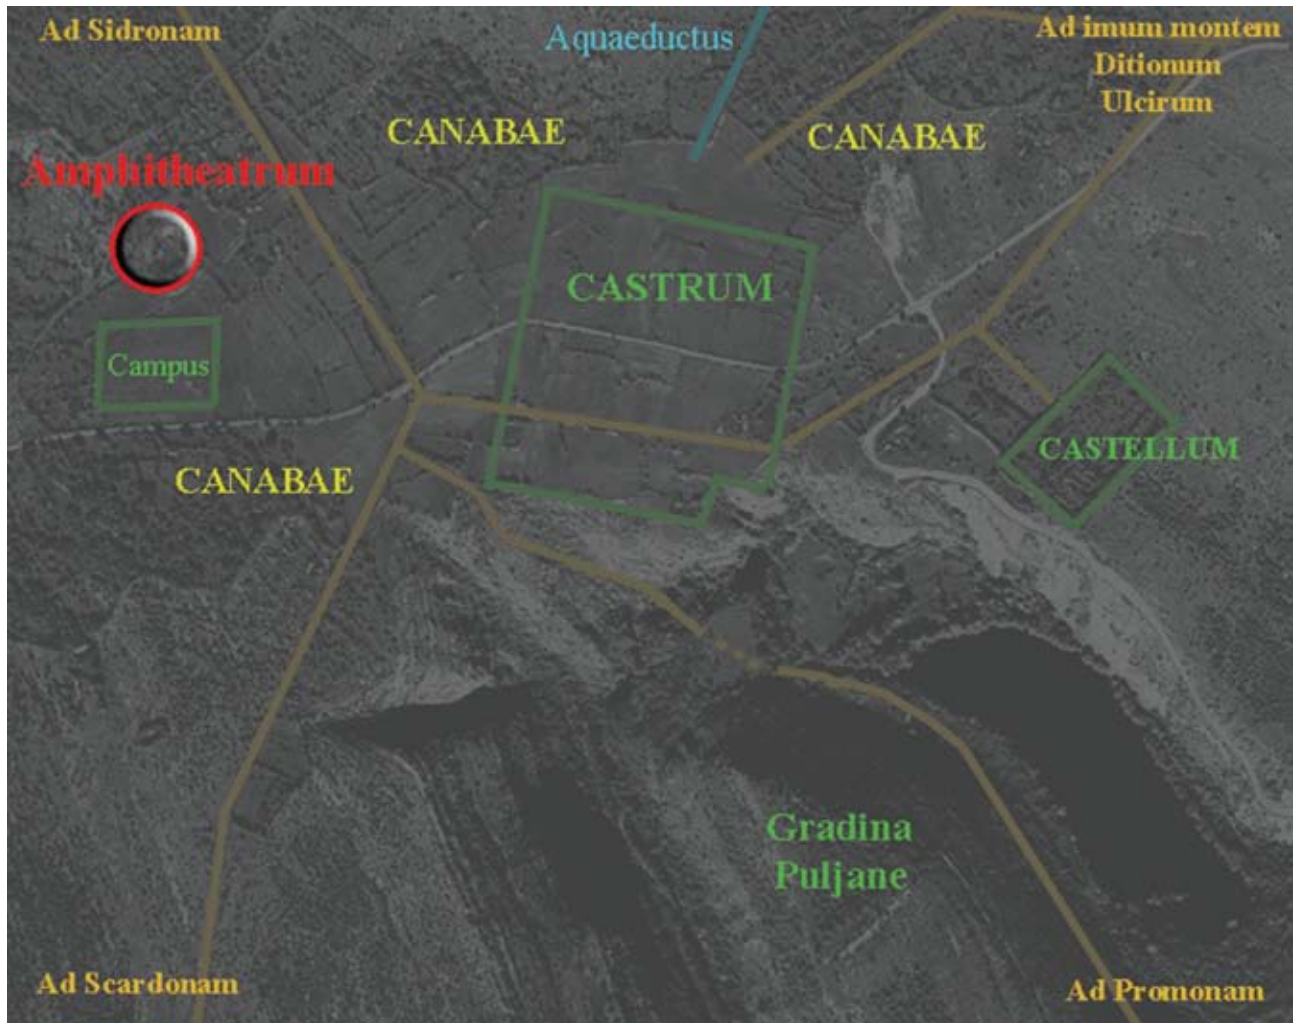 Ad Sidronam
Aquaeductus
Ad imum montem
Ditionum
Ulcirum
CANABAE
CANABAE
Amphitheatrum
CASTRUM
Campus
CANABAE
CASTELLUM
Gradina
Puljane
Ad Scardonam
Ad Promonam